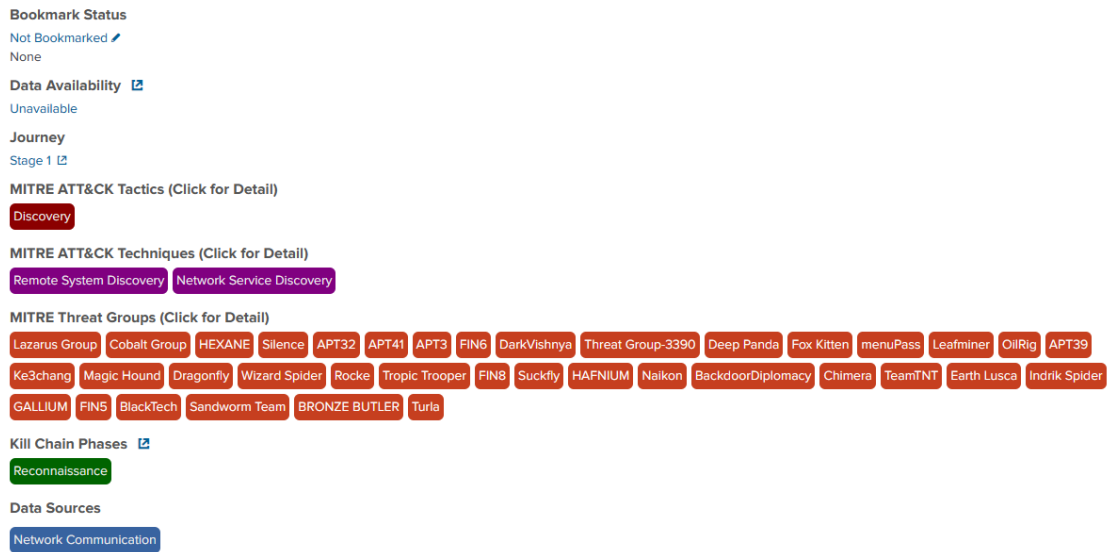 Bookmark Status
Not Bookmarked
None
Data Availability
Unavailable
Journey
Stage 1
MITRE ATT&CK Tactics (Click for Detail)
Discovery
MITRE ATT&CK Techniques (Click for Detail)
Remote System Discovery Network Service Discovery
MITRE Threat Groups (Click for Detail)
Lazarus Group Cobalt Group HEXANE Silence APT32 APT41 APT3 FIN6 DarkVishnya Threat Group-3390 Deep Panda Fox Kitten menuPass Leafminer OilRig APT39
Ke3chang Magic Hound Dragonfly Wizard Spider Rocke Tropic Trooper FIN8 Suckfly HAFNIUM Naikon BackdoorDiplomacy Chimera TeamTNT Earth Lusca Indrik Spider
GALLIUM FIN5 BlackTech Sandworm Team BRONZE BUTLER Turla
Kill Chain Phases
Reconnaissance
Data Sources
Network Communication